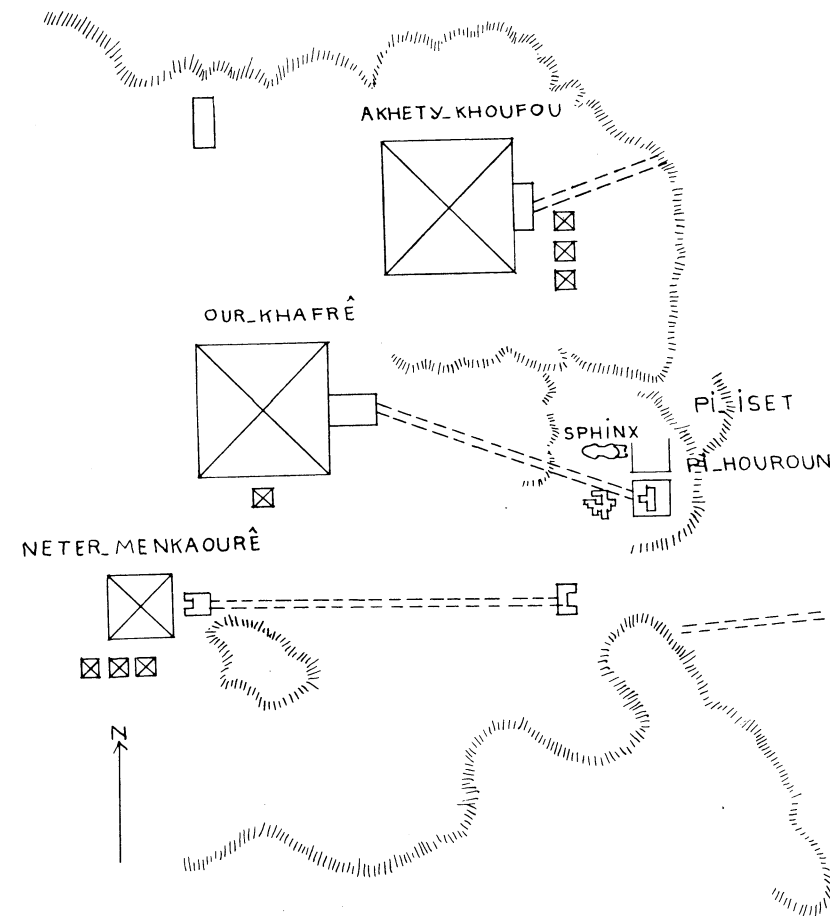 AKHETY_KHOUFOU
OUR_KHAFRÊ
PI_ISET
SPHINX
PI_HOUROUN
NETER_MENKAOURÊ
N